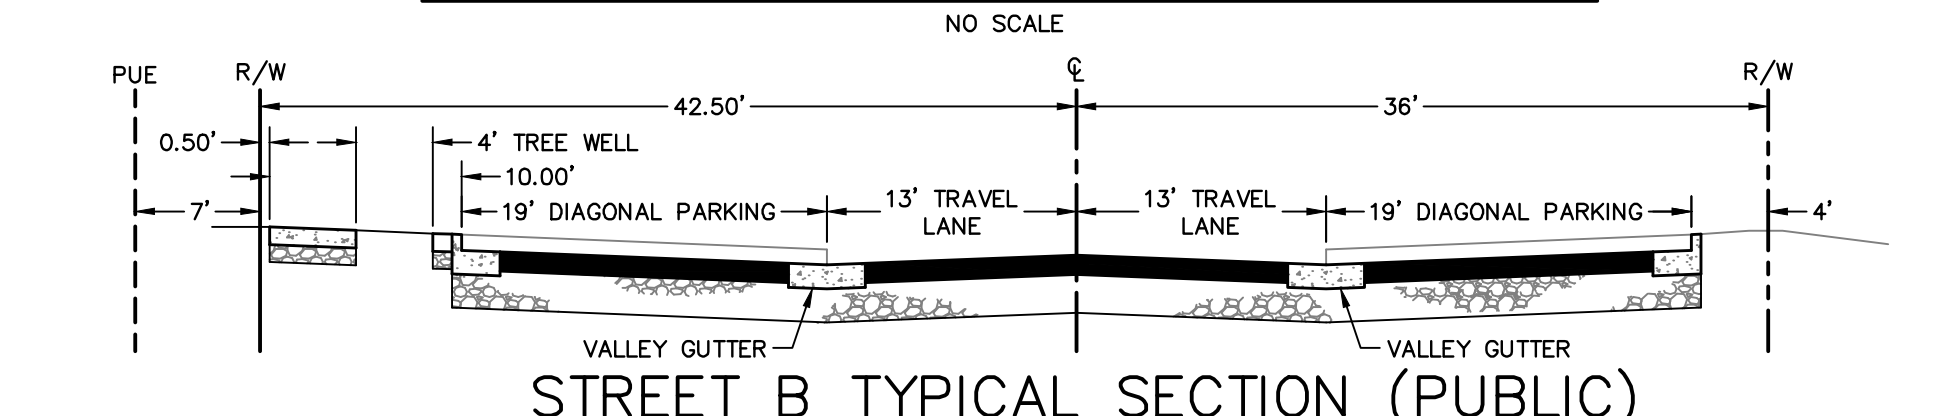 NO SCALE
PUE
R/W
℄
R/W
42.50'
36'
0.50'
4' TREE WELL
10.00'
7'
19' DIAGONAL PARKING
13' TRAVEL
LANE
13' TRAVEL
LANE
19' DIAGONAL PARKING
4'
VALLEY GUTTER
VALLEY GUTTER
STREET B TYPICAL SECTION (PUBLIC)